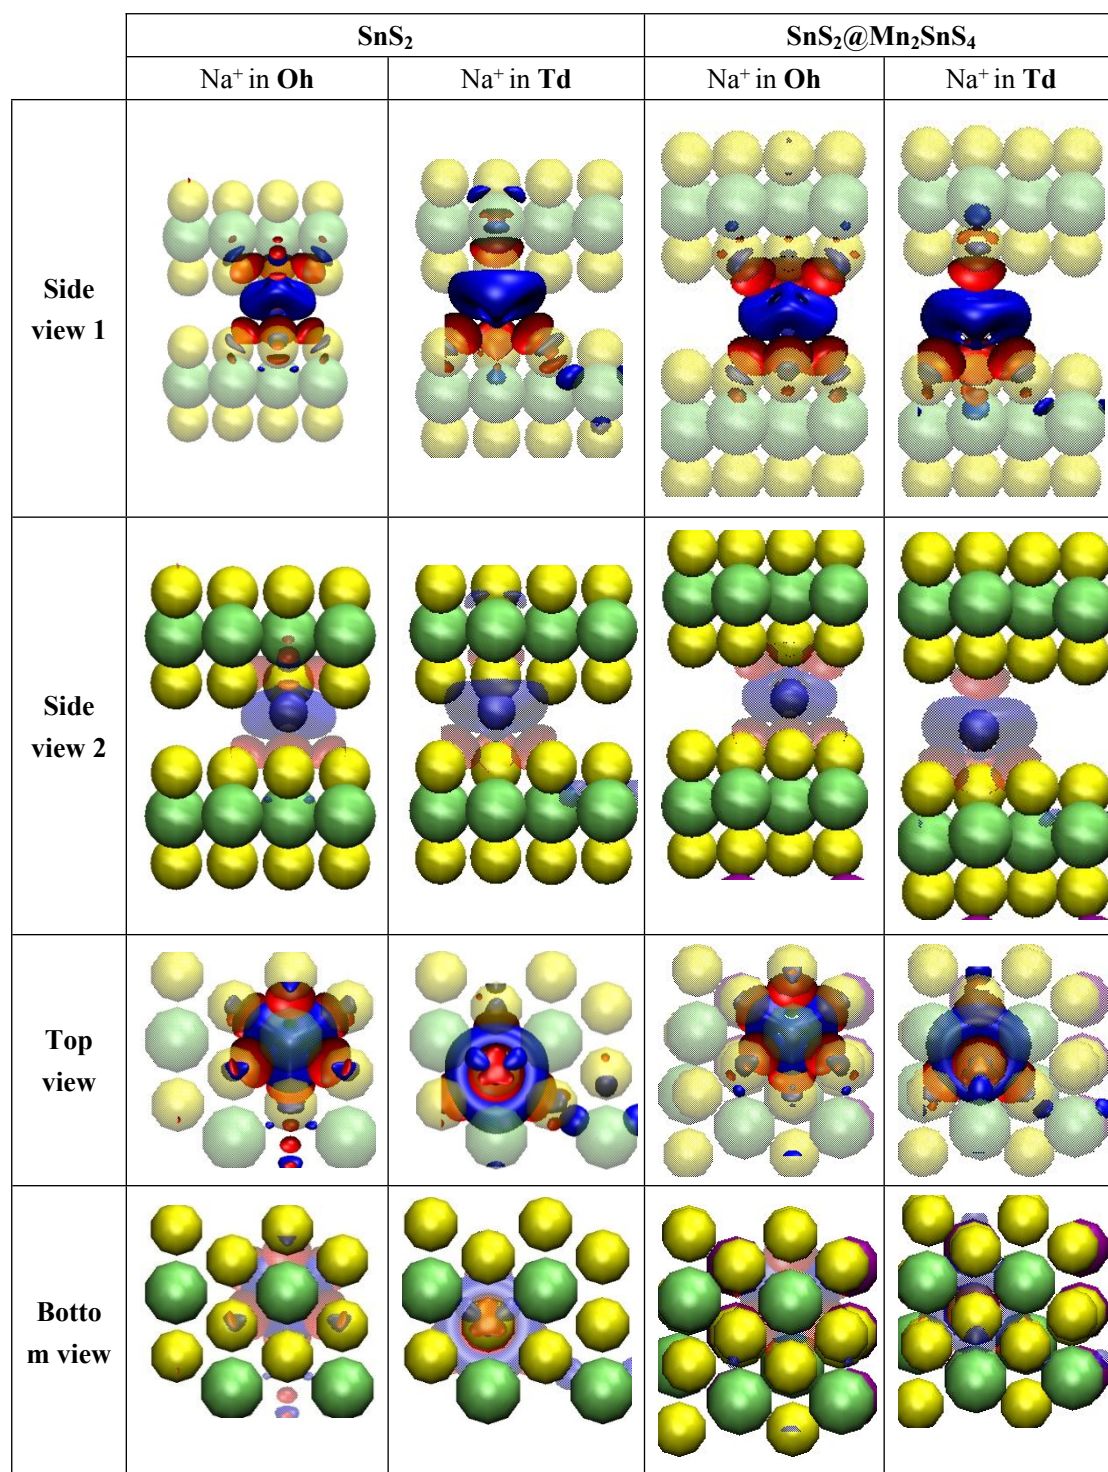 SnS₂ SnS₂@Mn₂SnS₄
Na⁺ in Oh Na⁺ in Td Na⁺ in Oh Na⁺ in Td
Side
view 1
Side
view 2
Top
view
Botto
m view